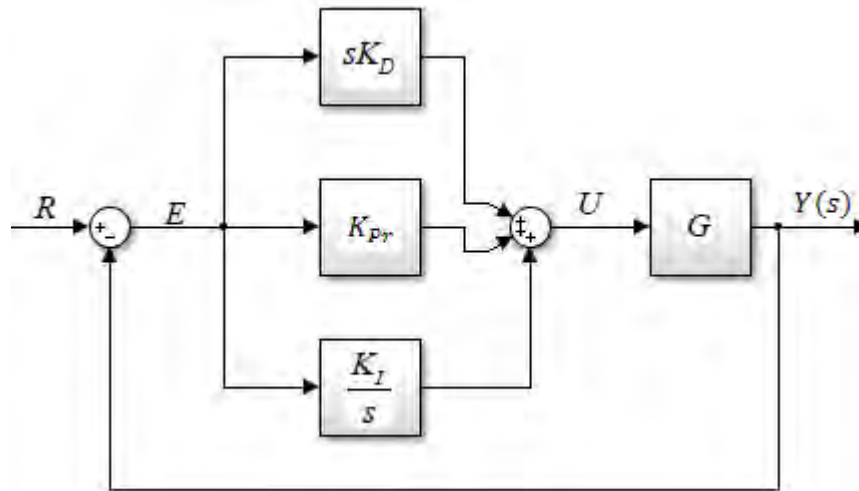 sK_D
R
+
−
E
K_Pr
+
+
+
U
G
Y(s)
K_I
s